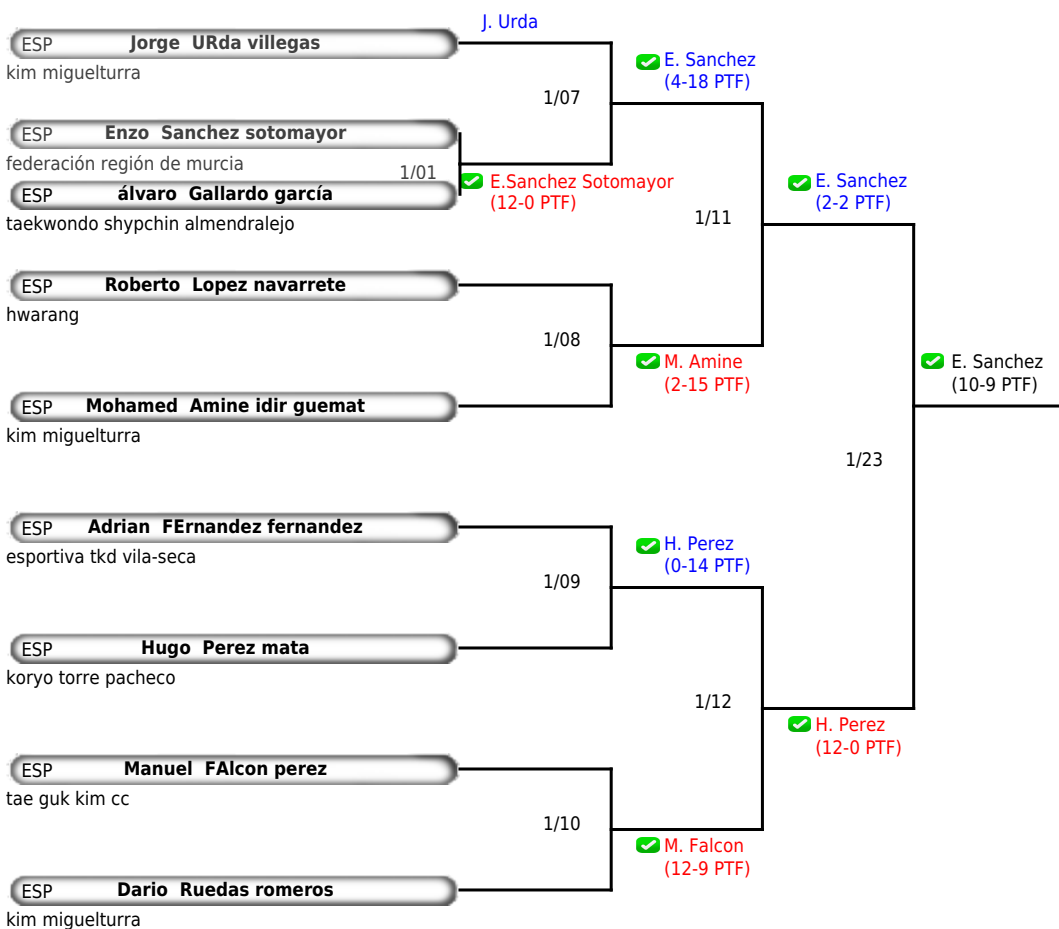 J. Urda
ESP Jorge URda villegas
kim miguelturra
E. Sanchez
(4-18 PTF)
1/07
ESP Enzo Sanchez sotomayor
federación región de murcia
1/01
E.Sanchez Sotomayor
(12-0 PTF)
ESP álvaro Gallardo garcía
taekwondo shypchin almendralejo
E. Sanchez
(2-2 PTF)
1/11
ESP Roberto Lopez navarrete
hwarang
1/08
M. Amine
(2-15 PTF)
E. Sanchez
(10-9 PTF)
ESP Mohamed Amine idir guemat
kim miguelturra
1/23
ESP Adrian FErnandez fernandez
esportiva tkd vila-seca
H. Perez
(0-14 PTF)
1/09
ESP Hugo Perez mata
koryo torre pacheco
1/12
H. Perez
(12-0 PTF)
ESP Manuel FAlcon perez
tae guk kim cc
1/10
M. Falcon
(12-9 PTF)
ESP Dario Ruedas romeros
kim miguelturra